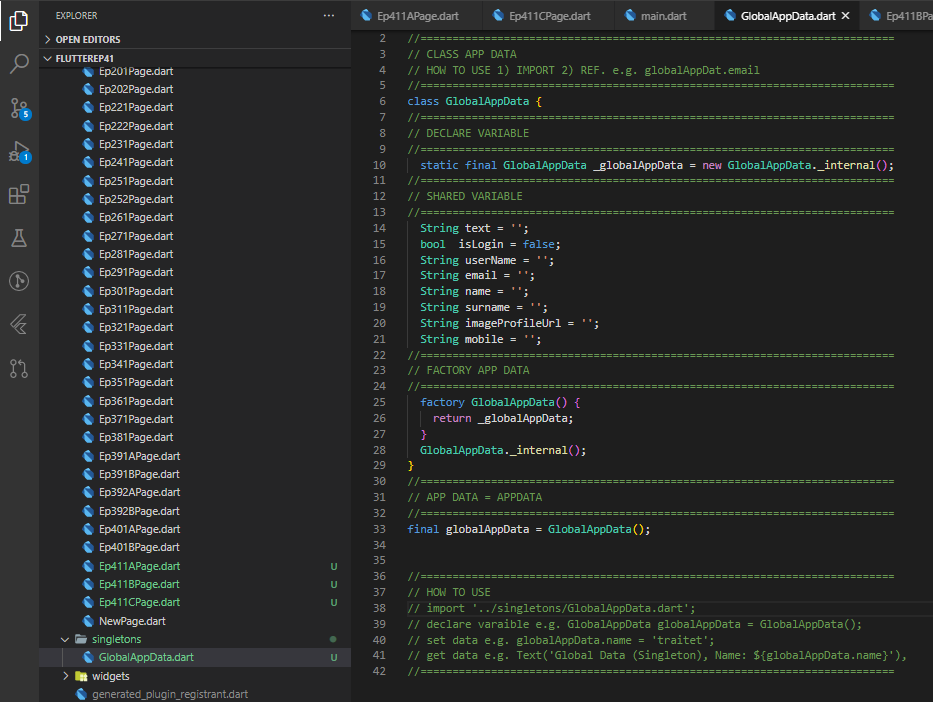 EXPLORER
···
Ep411APage.dart
Ep411CPage.dart
main.dart
GlobalAppData.dart
Ep411BPa
OPEN EDITORS
FLUTTEREP41
Ep201Page.dart
Ep202Page.dart
Ep221Page.dart
Ep222Page.dart
Ep231Page.dart
Ep241Page.dart
Ep251Page.dart
Ep252Page.dart
Ep261Page.dart
Ep271Page.dart
Ep281Page.dart
Ep291Page.dart
Ep301Page.dart
Ep311Page.dart
Ep321Page.dart
Ep331Page.dart
Ep341Page.dart
Ep351Page.dart
Ep361Page.dart
Ep371Page.dart
Ep381Page.dart
Ep391APage.dart
Ep391BPage.dart
Ep392APage.dart
Ep392BPage.dart
Ep401APage.dart
Ep401BPage.dart
Ep411APage.dart U
Ep411BPage.dart U
Ep411CPage.dart U
NewPage.dart
singletons
GlobalAppData.dart U
widgets
generated_plugin_registrant.dart
5
1
2 //==========================================================================
3 // CLASS APP DATA
4 // HOW TO USE 1) IMPORT 2) REF. e.g. globalAppDat.email
5 //==========================================================================
6 class GlobalAppData {
7 //==========================================================================
8 // DECLARE VARIABLE
9 //==========================================================================
10 static final GlobalAppData _globalAppData = new GlobalAppData._internal();
11 //==========================================================================
12 // SHARED VARIABLE
13 //==========================================================================
14 String text = '';
15 bool  isLogin = false;
16 String userName = '';
17 String email = '';
18 String name = '';
19 String surname = '';
20 String imageProfileUrl = '';
21 String mobile = '';
22 //==========================================================================
23 // FACTORY APP DATA
24 //==========================================================================
25 factory GlobalAppData() {
26 return _globalAppData;
27 }
28 GlobalAppData._internal();
29 }
30 //==========================================================================
31 // APP DATA = APPDATA
32 //==========================================================================
33 final globalAppData = GlobalAppData();
34
35
36 //==========================================================================
37 // HOW TO USE
38 // import '../singletons/GlobalAppData.dart';
39 // declare varaible e.g. GlobalAppData globalAppData = GlobalAppData();
40 // set data e.g. globalAppData.name = 'traitet';
41 // get data e.g. Text('Global Data (Singleton), Name: ${globalAppData.name}'),
42 //==========================================================================